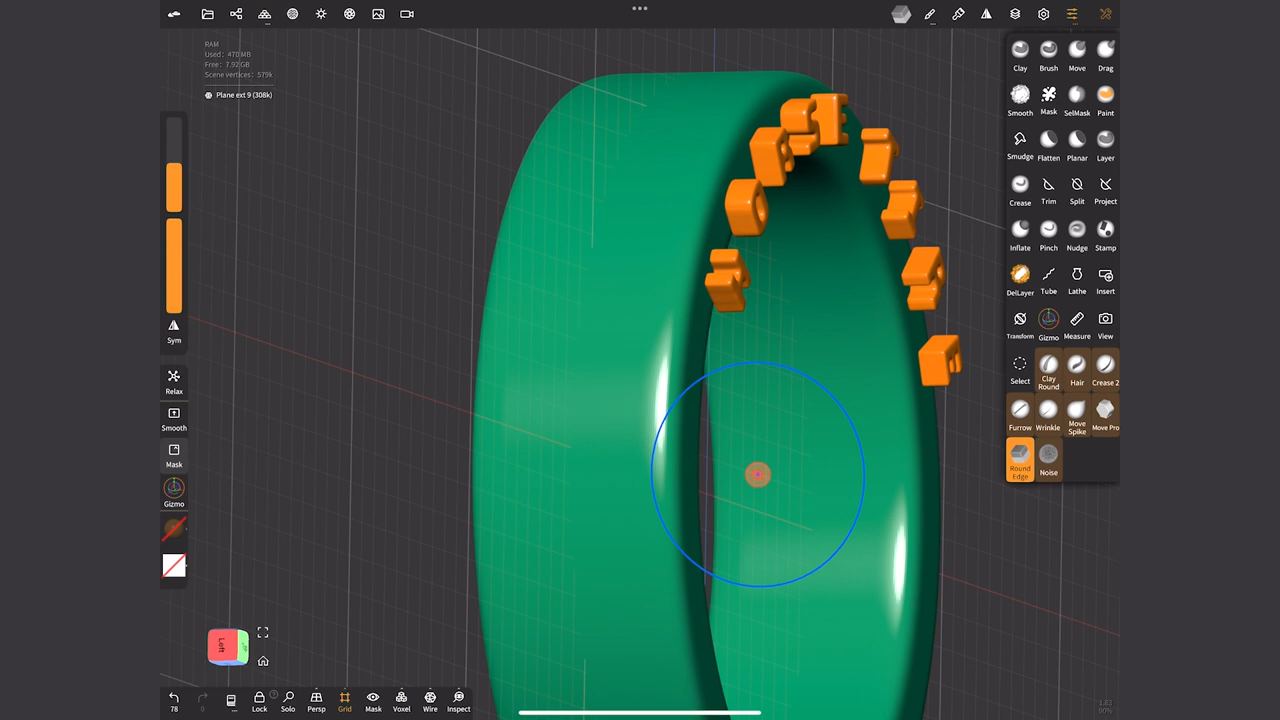 RAM
Used: 470 MB
Free: 7.92 GB
Scene vertices: 579k
Plane ext 9 (308k)
Sym
Relax
Smooth
Mask
Gizmo
Left
78
0
Lock
Solo
Persp
Grid
Mask
Voxel
Wire
Inspect
Clay Brush Move Drag
Smooth Mask SelMask Paint
Smudge Flatten Planar Layer
Crease Trim Split Project
Inflate Pinch Nudge Stamp
DelLayer Tube Lathe Insert
Transform Gizmo Measure View
Select Clay Round Hair Crease 2
Furrow Wrinkle Move Spike Move Pro
Round Edge Noise
1.83